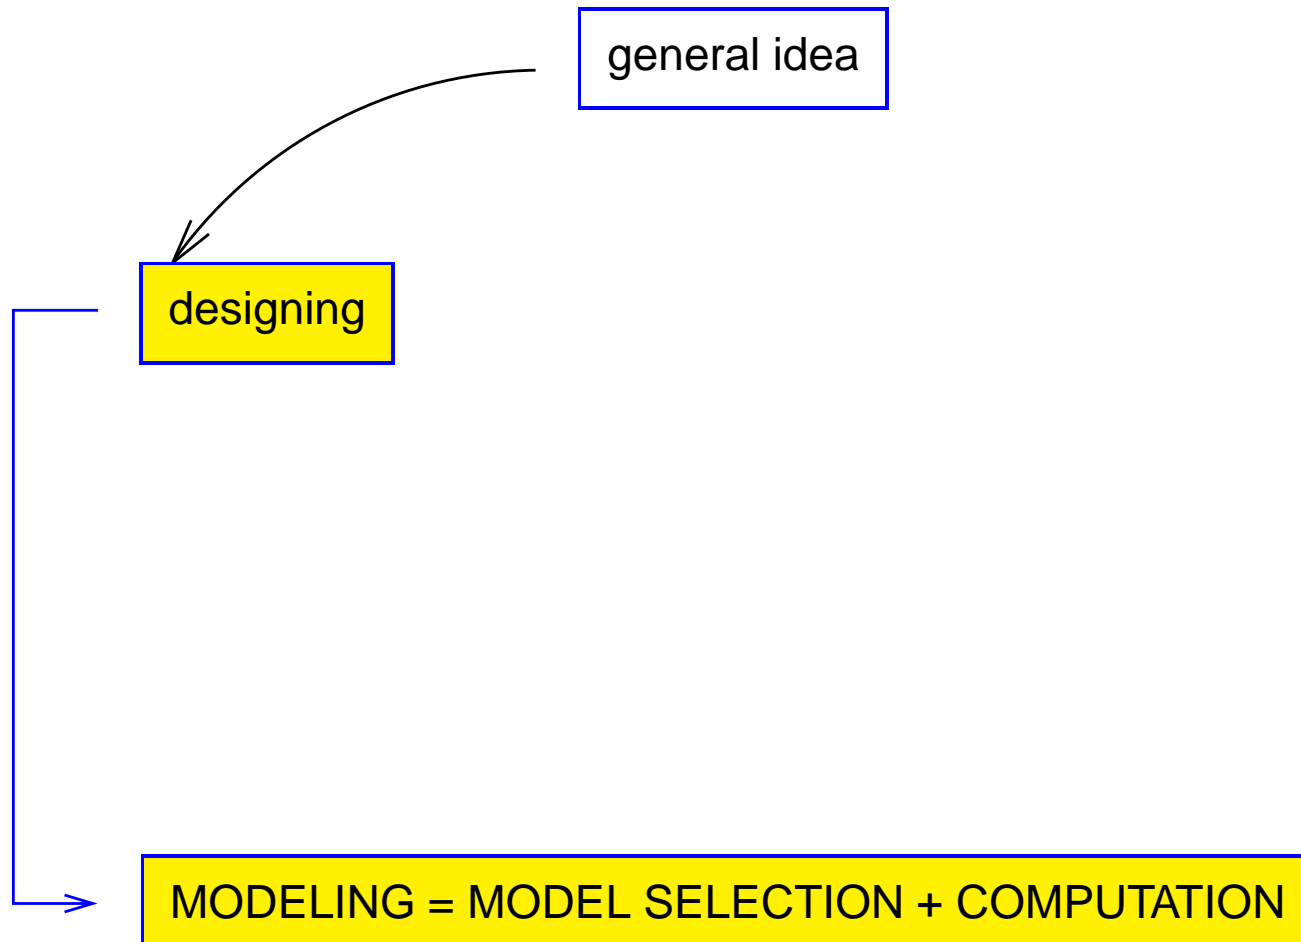 general idea
designing
MODELING = MODEL SELECTION + COMPUTATION